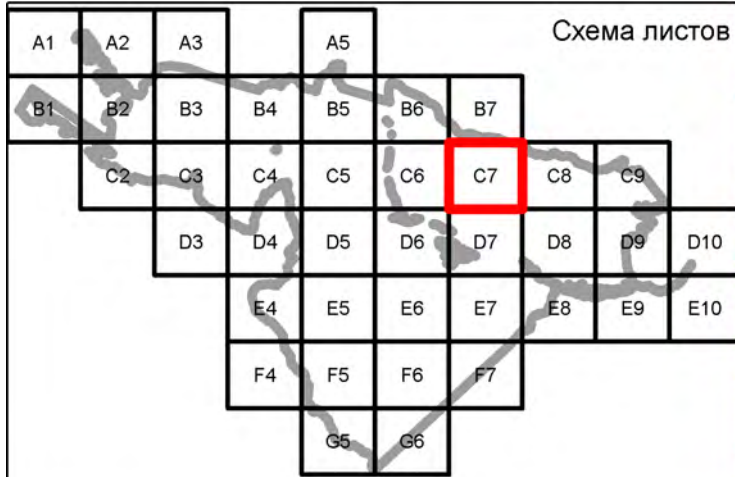 Схема листов
A1 A2 A3 A5
B1 B2 B3 B4 B5 B6 B7
C2 C3 C4 C5 C6 C7 C8 C9
D3 D4 D5 D6 D7 D8 D9 D10
E4 E5 E6 E7 E8 E9 E10
F4 F5 F6 F7
G5 G6